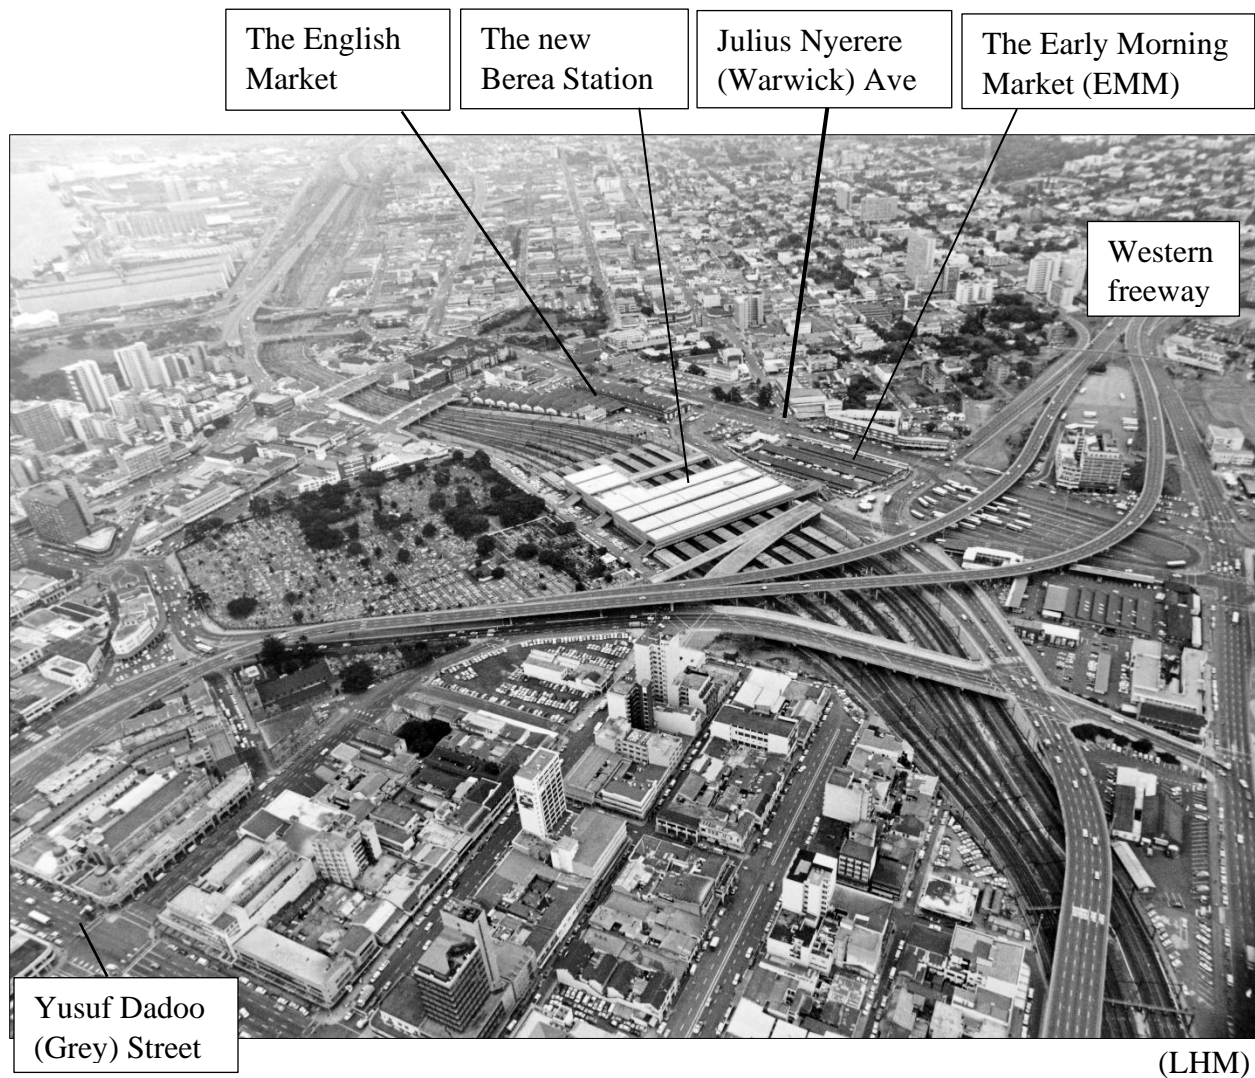 The English
Market
The new
Berea Station
Julius Nyerere
(Warwick) Ave
The Early Morning
Market (EMM)
Western
freeway
Yusuf Dadoo
(Grey) Street
(LHM)